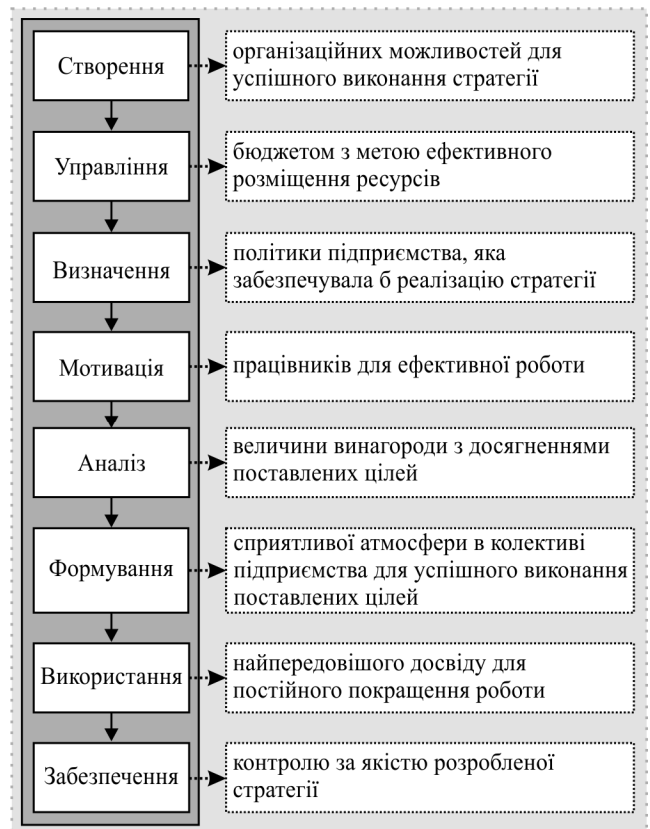 Створення
організаційних можливостей для
успішного виконання стратегії
Управління
бюджетом з метою ефективного
розміщення ресурсів
Визначення
політики підприємства, яка
забезпечувала б реалізацію стратегії
Мотивація
працівників для ефективної роботи
Аналіз
величини винагороди з досягненнями
поставлених цілей
Формування
сприятливої атмосфери в колективі
підприємства для успішного виконання
поставлених цілей
Використання
найпередовішого досвіду для
постійного покращення роботи
Забезпечення
контролю за якістю розробленої
стратегії